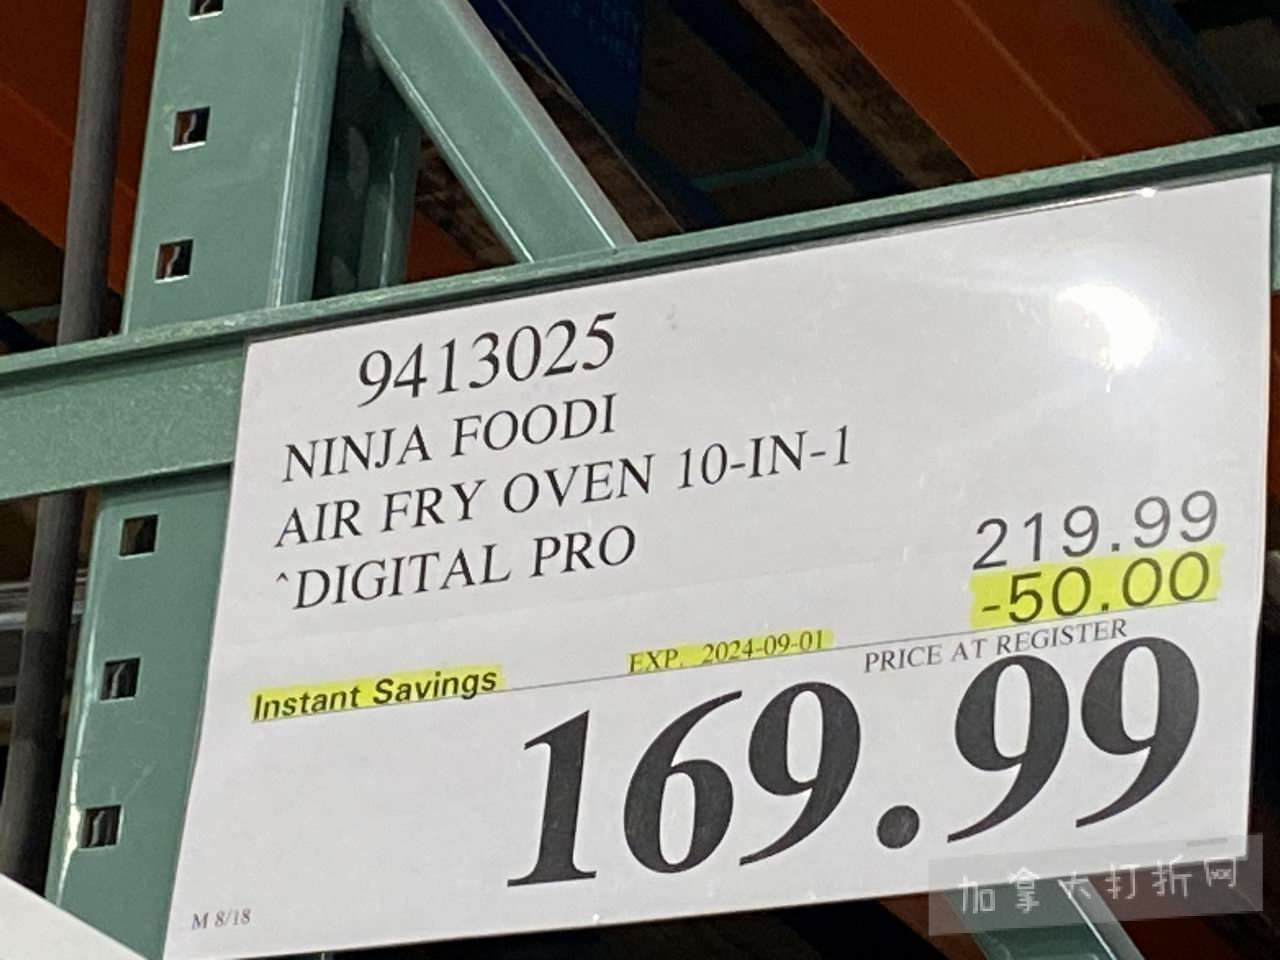 9413025
NINJA FOODI
AIR FRY OVEN 10-IN-1
^DIGITAL PRO
219.99
-50.00
Instant Savings EXP. 2024-09-01 PRICE AT REGISTER
169.99
M 8/18
加拿大打折网